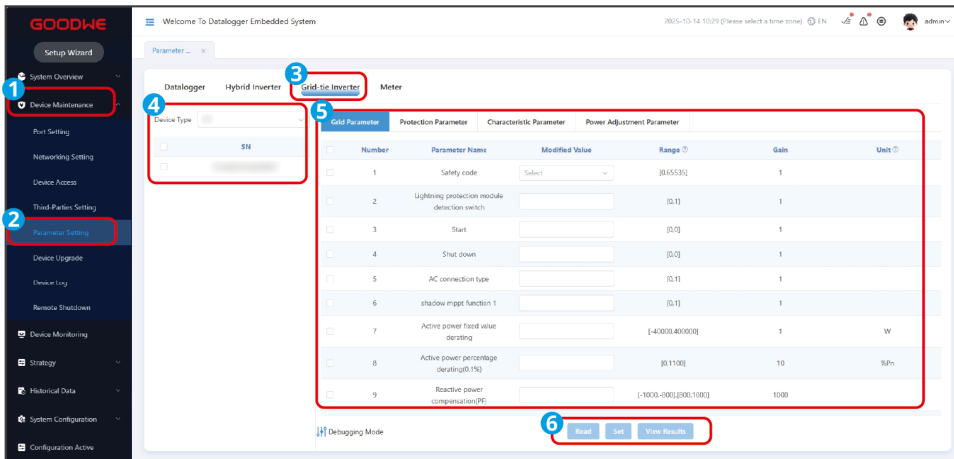 GOODWE
Welcome To Datalogger Embedded System
2025-10-14 10:29 (Please select a time zone)
EN
admin
Setup Wizard
Parameter ... ×
System Overview
1
Device Maintenance
Port Setting
Networking Setting
Device Access
Third-Parties Setting
2
Parameter Setting
Device Upgrade
Device Log
Remote Shutdown
Device Monitoring
Strategy
Historical Data
System Configuration
Configuration Active
3
Datalogger Hybrid Inverter Grid-tie Inverter Meter
4
Device Type
SN
5
Grid Parameter Protection Parameter Characteristic Parameter Power Adjustment Parameter
Number Parameter Name Modified Value Range Gain Unit
1 Safety code Select [0,65535] 1
2 Lightning protection module detection switch [0,1] 1
3 Start [0,0] 1
4 Shut down [0,0] 1
5 AC connection type [0,1] 1
6 shadow mppt function 1 [0,1] 1
7 Active power fixed value derating [-40000,400000] 1 W
8 Active power percentage derating(0.1%) [0,1100] 10 %Pn
9 Reactive power compensation(PF) [-1000,-800],[800,1000] 1000
Debugging Mode
6
Read Set View Results